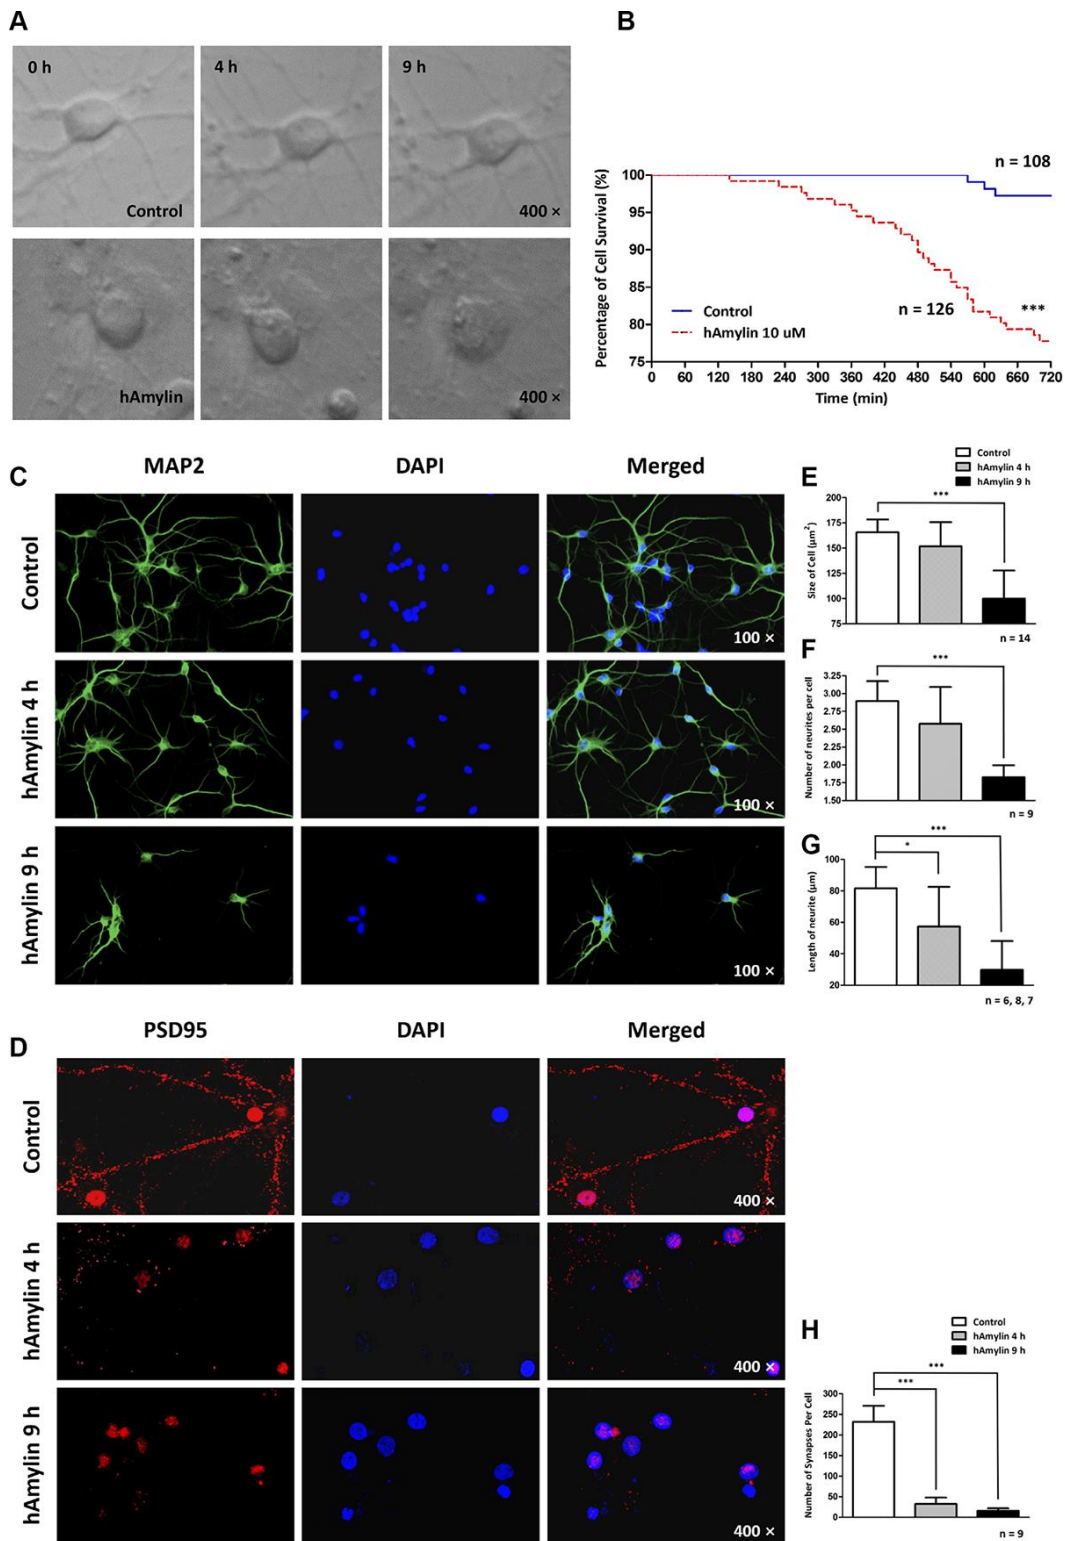 A
0 h
4 h
9 h
Control
400 ×
hAmylin
400 ×
B
n = 108
Percentage of Cell Survival (%)
100
95
90
85
80
75
Control
hAmylin 10 uM
n = 126
***
0 60 120 180 240 300 360 420 480 540 600 660 720
Time (min)
C
MAP2 DAPI Merged
Control
100 ×
hAmylin 4 h
100 ×
hAmylin 9 h
100 ×
E
Control
hAmylin 4 h
hAmylin 9 h
***
Size of Cell (µm²)
175
150
125
100
75
n = 14
F
***
Number of neurites per cell
3.25
3.00
2.75
2.50
2.25
2.00
1.75
1.50
n = 9
G
***
*
Length of neurite (µm)
100
80
60
40
20
n = 6, 8, 7
D
PSD95 DAPI Merged
Control
400 ×
hAmylin 4 h
400 ×
hAmylin 9 h
400 ×
H
Control
hAmylin 4 h
hAmylin 9 h
***
***
Number of Synapses Per Cell
300
250
200
150
100
50
0
n = 9